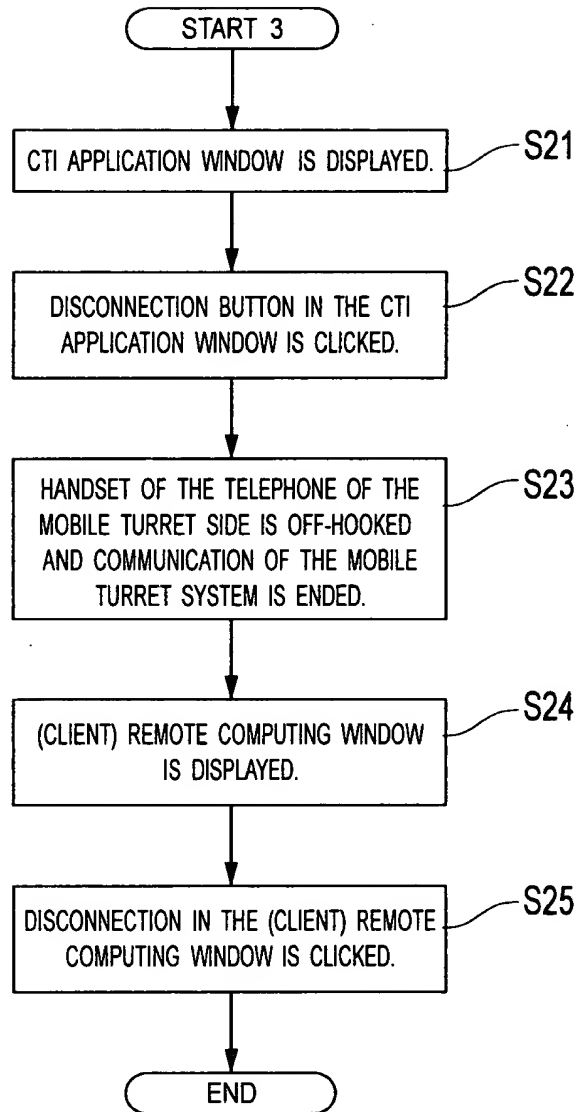 START 3
CTI APPLICATION WINDOW IS DISPLAYED.
S21
DISCONNECTION BUTTON IN THE CTI
APPLICATION WINDOW IS CLICKED.
S22
HANDSET OF THE TELEPHONE OF THE
MOBILE TURRET SIDE IS OFF-HOOKED
AND COMMUNICATION OF THE MOBILE
TURRET SYSTEM IS ENDED.
S23
(CLIENT) REMOTE COMPUTING WINDOW
IS DISPLAYED.
S24
DISCONNECTION IN THE (CLIENT) REMOTE
COMPUTING WINDOW IS CLICKED.
S25
END